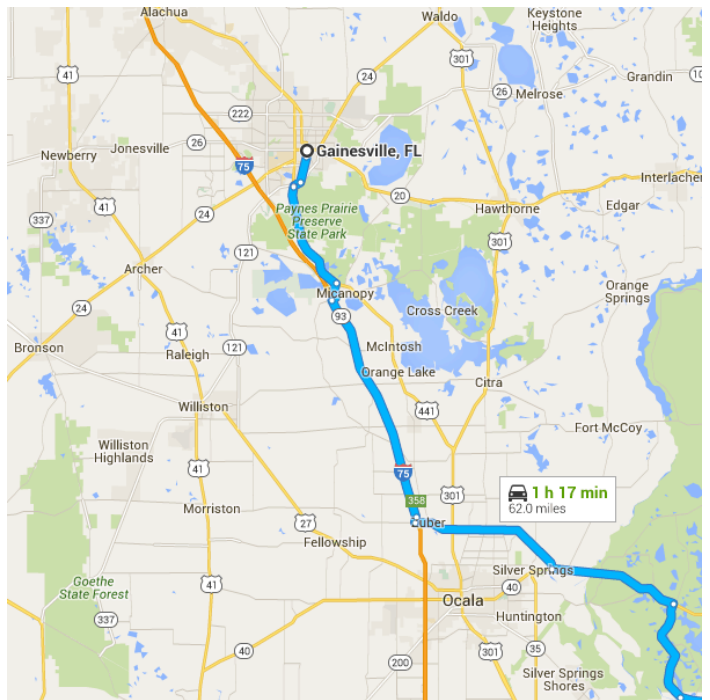 Alachua
Waldo
Keystone
Heights
41
301
24
26
Melrose
Grandin
222
26
Jonesville
Newberry
75
Gainesville, FL
Interlachen
20
Hawthorne
Edgar
337
41
24
Paynes Prairie
Preserve
State Park
301
121
Archer
Micanopy
Orange
Springs
24
93
Cross Creek
41
McIntosh
Bronson
121
Raleigh
Orange Lake
Citra
Williston
441
Fort McCoy
Williston
Highlands
41
75
1 h 17 min
62.0 miles
358
301
Morriston
27
Cuber
Fellowship
Silver Springs
Goethe
State Forest
41
Ocala
40
Huntington
337
40
200
301
35
Silver Springs
Shores